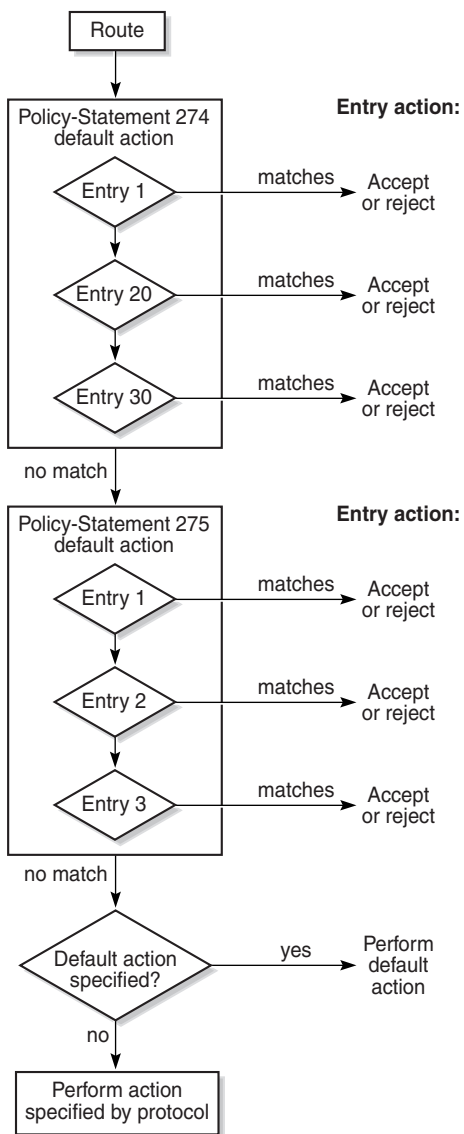 Route
Policy-Statement 274
default action
Entry action:
Entry 1
matches
Accept
or reject
Entry 20
matches
Accept
or reject
Entry 30
matches
Accept
or reject
no match
Policy-Statement 275
default action
Entry action:
Entry 1
matches
Accept
or reject
Entry 2
matches
Accept
or reject
Entry 3
matches
Accept
or reject
no match
Default action
specified?
yes
Perform
default
action
no
Perform action
specified by protocol